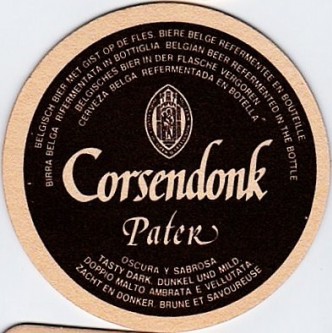 BELGISCH BIER MET GIST OP DE FLES. BIERE BELGE REFERMENTEE EN BOUTEILLE
BIRRA BELGA RIFERMENTATA IN BOTTIGLIA BELGIAN BEER REFERMENTED IN THE BOTTLE
BELGISCHES BIER IN DER FLASCHE VERGOREN
CERVEZA BELGA REFERMENTADA EN BOTELLA
Corsendonk
Pater
OSCURA Y SABROSA
TASTY DARK. DUNKEL UND MILD
DOPPIO MALTO AMBRATA E VELLUTATA
ZACHT EN DONKER. BRUNE ET SAVOUREUSE